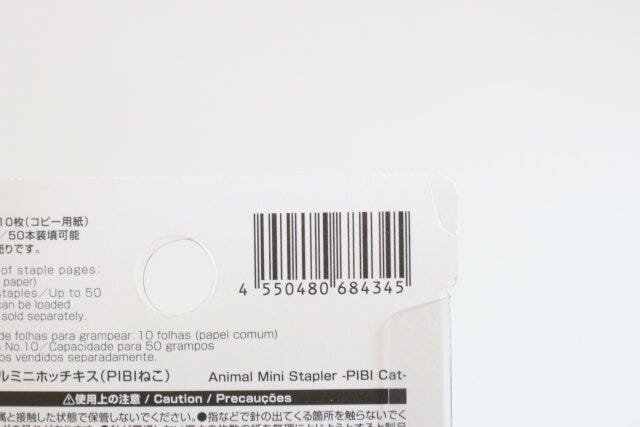 10枚（コピー用紙）
／50本装填可能
売りです。
of staple pages:
paper)
staples／Up to 50
can be loaded
sold separately.
de folhas para grampear: 10 folhas (papel comum)
s No.10／Capacidade para 50 grampos
os vendidos separadamente.
4 550480 684345
ルミニホッチキス（PIBIねこ） Animal Mini Stapler -PIBI Cat-
⚠使用上の注意 / Caution / Precauções
属と接触した状態で保管しないでください。●指などで針の出てくる箇所を触らないでく